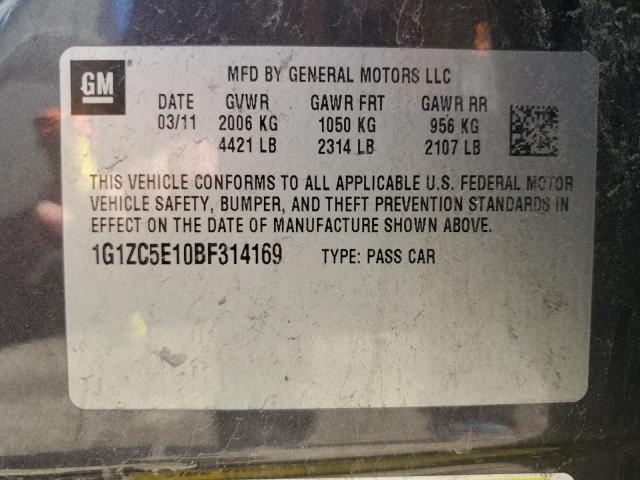 GM ®
MFD BY GENERAL MOTORS LLC
DATE GVWR GAWR FRT GAWR RR
03/11 2006 KG 1050 KG 956 KG
4421 LB 2314 LB 2107 LB
THIS VEHICLE CONFORMS TO ALL APPLICABLE U.S. FEDERAL MOTOR
VEHICLE SAFETY, BUMPER, AND THEFT PREVENTION STANDARDS IN
EFFECT ON THE DATE OF MANUFACTURE SHOWN ABOVE.
1G1ZC5E10BF314169 TYPE: PASS CAR